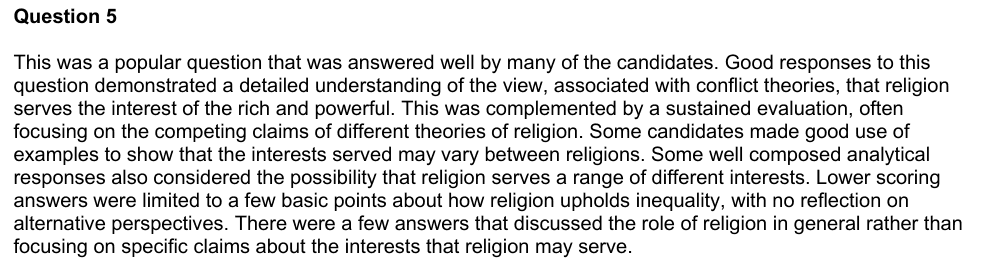 Question 5
This was a popular question that was answered well by many of the candidates. Good responses to this
question demonstrated a detailed understanding of the view, associated with conflict theories, that religion
serves the interest of the rich and powerful. This was complemented by a sustained evaluation, often
focusing on the competing claims of different theories of religion. Some candidates made good use of
examples to show that the interests served may vary between religions. Some well composed analytical
responses also considered the possibility that religion serves a range of different interests. Lower scoring
answers were limited to a few basic points about how religion upholds inequality, with no reflection on
alternative perspectives. There were a few answers that discussed the role of religion in general rather than
focusing on specific claims about the interests that religion may serve.